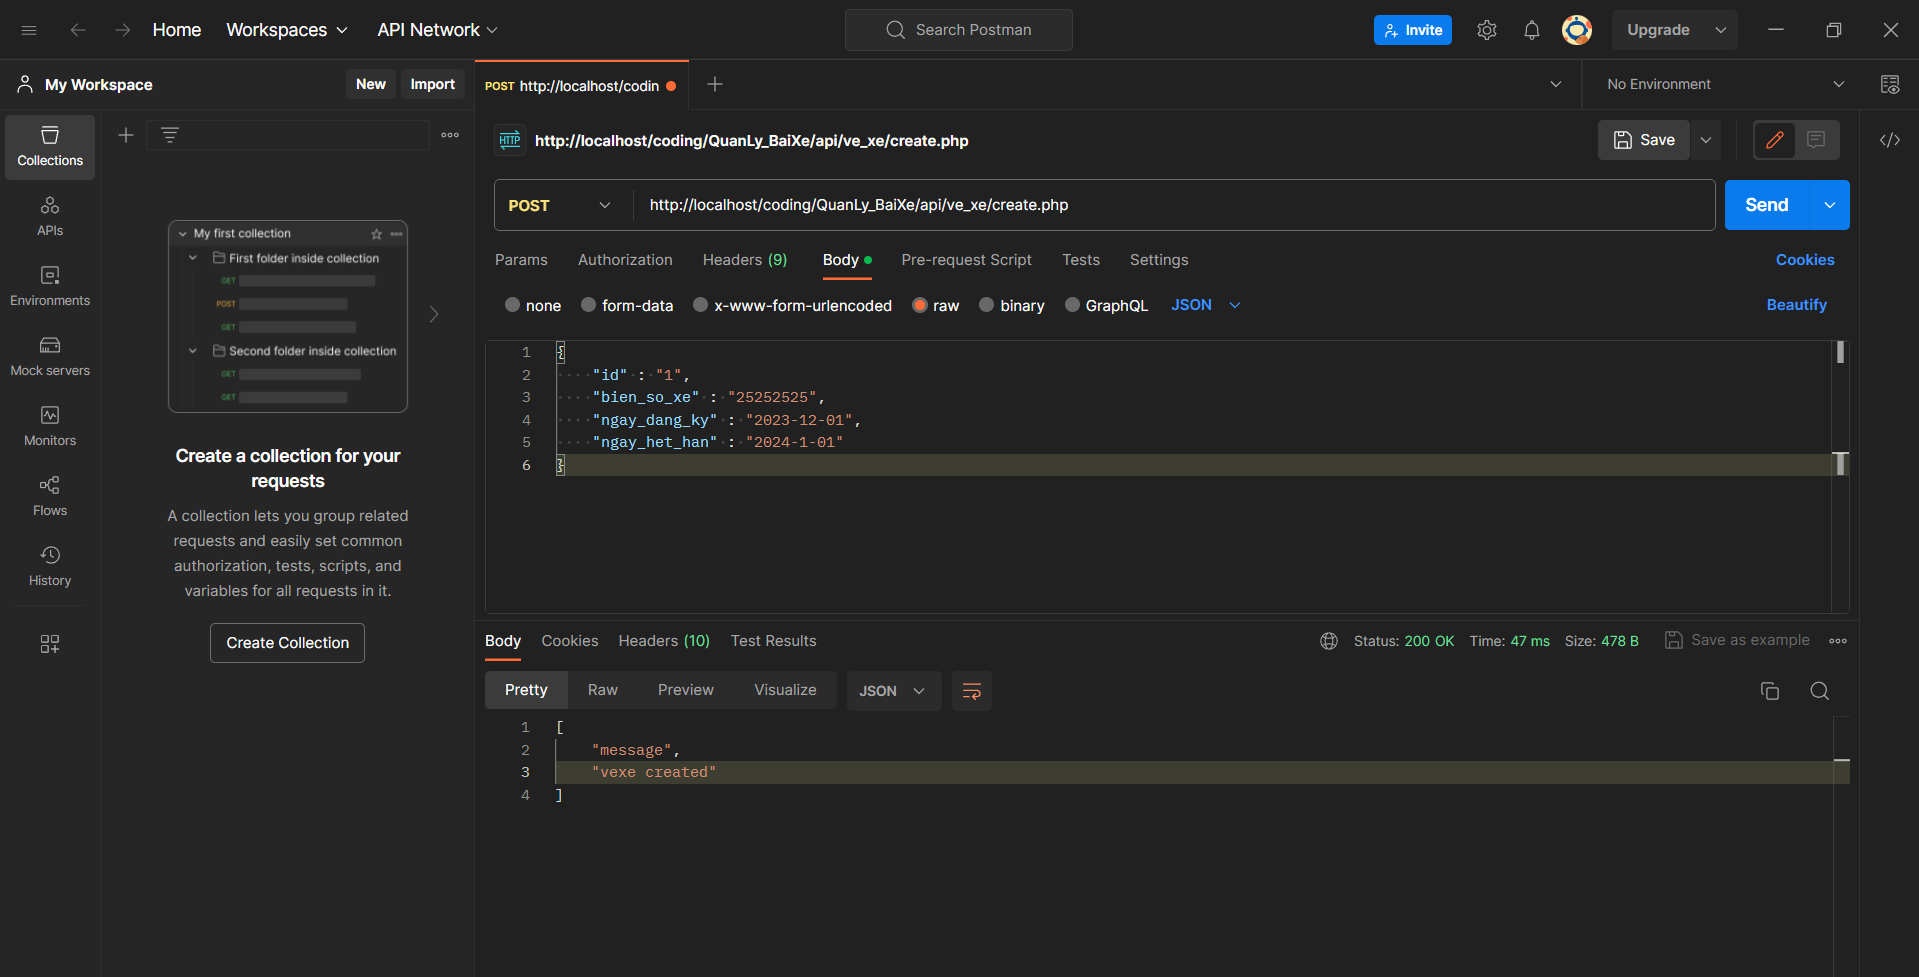 Home Workspaces API Network Search Postman Invite Upgrade
My Workspace New Import POST http://localhost/codin No Environment
Collections
APIs
Environments
Mock servers
Monitors
Flows
History
My first collection
First folder inside collection
GET
POST
GET
Second folder inside collection
GET
GET
Create a collection for your
requests
A collection lets you group related
requests and easily set common
authorization, tests, scripts, and
variables for all requests in it.
Create Collection
HTTP http://localhost/coding/QuanLy_BaiXe/api/ve_xe/create.php Save
POST http://localhost/coding/QuanLy_BaiXe/api/ve_xe/create.php Send
Params Authorization Headers (9) Body Pre-request Script Tests Settings Cookies
none form-data x-www-form-urlencoded raw binary GraphQL JSON Beautify
1 {
2 "id" : "1",
3 "bien_so_xe" : "25252525",
4 "ngay_dang_ky" : "2023-12-01",
5 "ngay_het_han" : "2024-1-01"
6 }
Body Cookies Headers (10) Test Results Status: 200 OK Time: 47 ms Size: 478 B Save as example
Pretty Raw Preview Visualize JSON
1 [
2 "message",
3 "vexe created"
4 ]